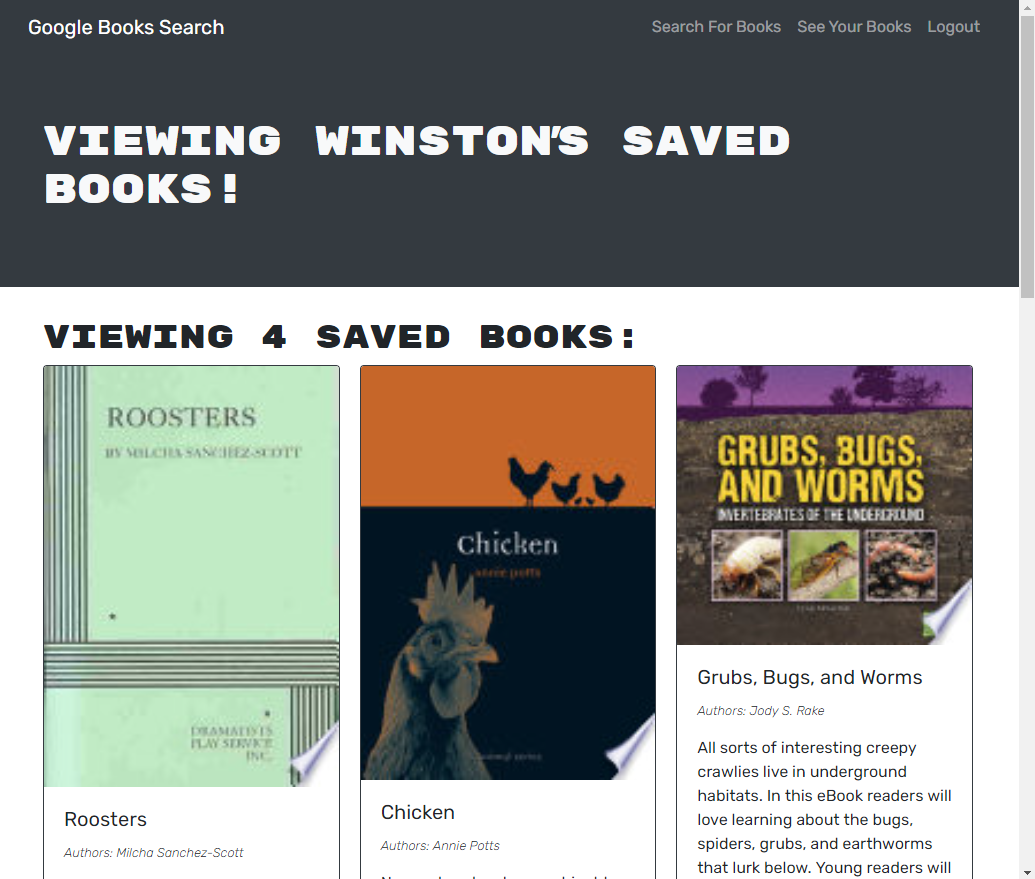 Google Books Search
Search For Books
See Your Books
Logout
VIEWING WINSTON'S SAVED
BOOKS!
VIEWING 4 SAVED BOOKS:
ROOSTERS
BY MILCHA SANCHEZ-SCOTT
DRAMATISTS
PLAY SERVICE
INC.
Roosters
Authors: Milcha Sanchez-Scott
Chicken
annie potts
Chicken
Authors: Annie Potts
GRUBS, BUGS,
AND WORMS
INVERTEBRATES OF THE UNDERGROUND
Grubs, Bugs, and Worms
Authors: Jody S. Rake
All sorts of interesting creepy
crawlies live in underground
habitats. In this eBook readers will
love learning about the bugs,
spiders, grubs, and earthworms
that lurk below. Young readers will